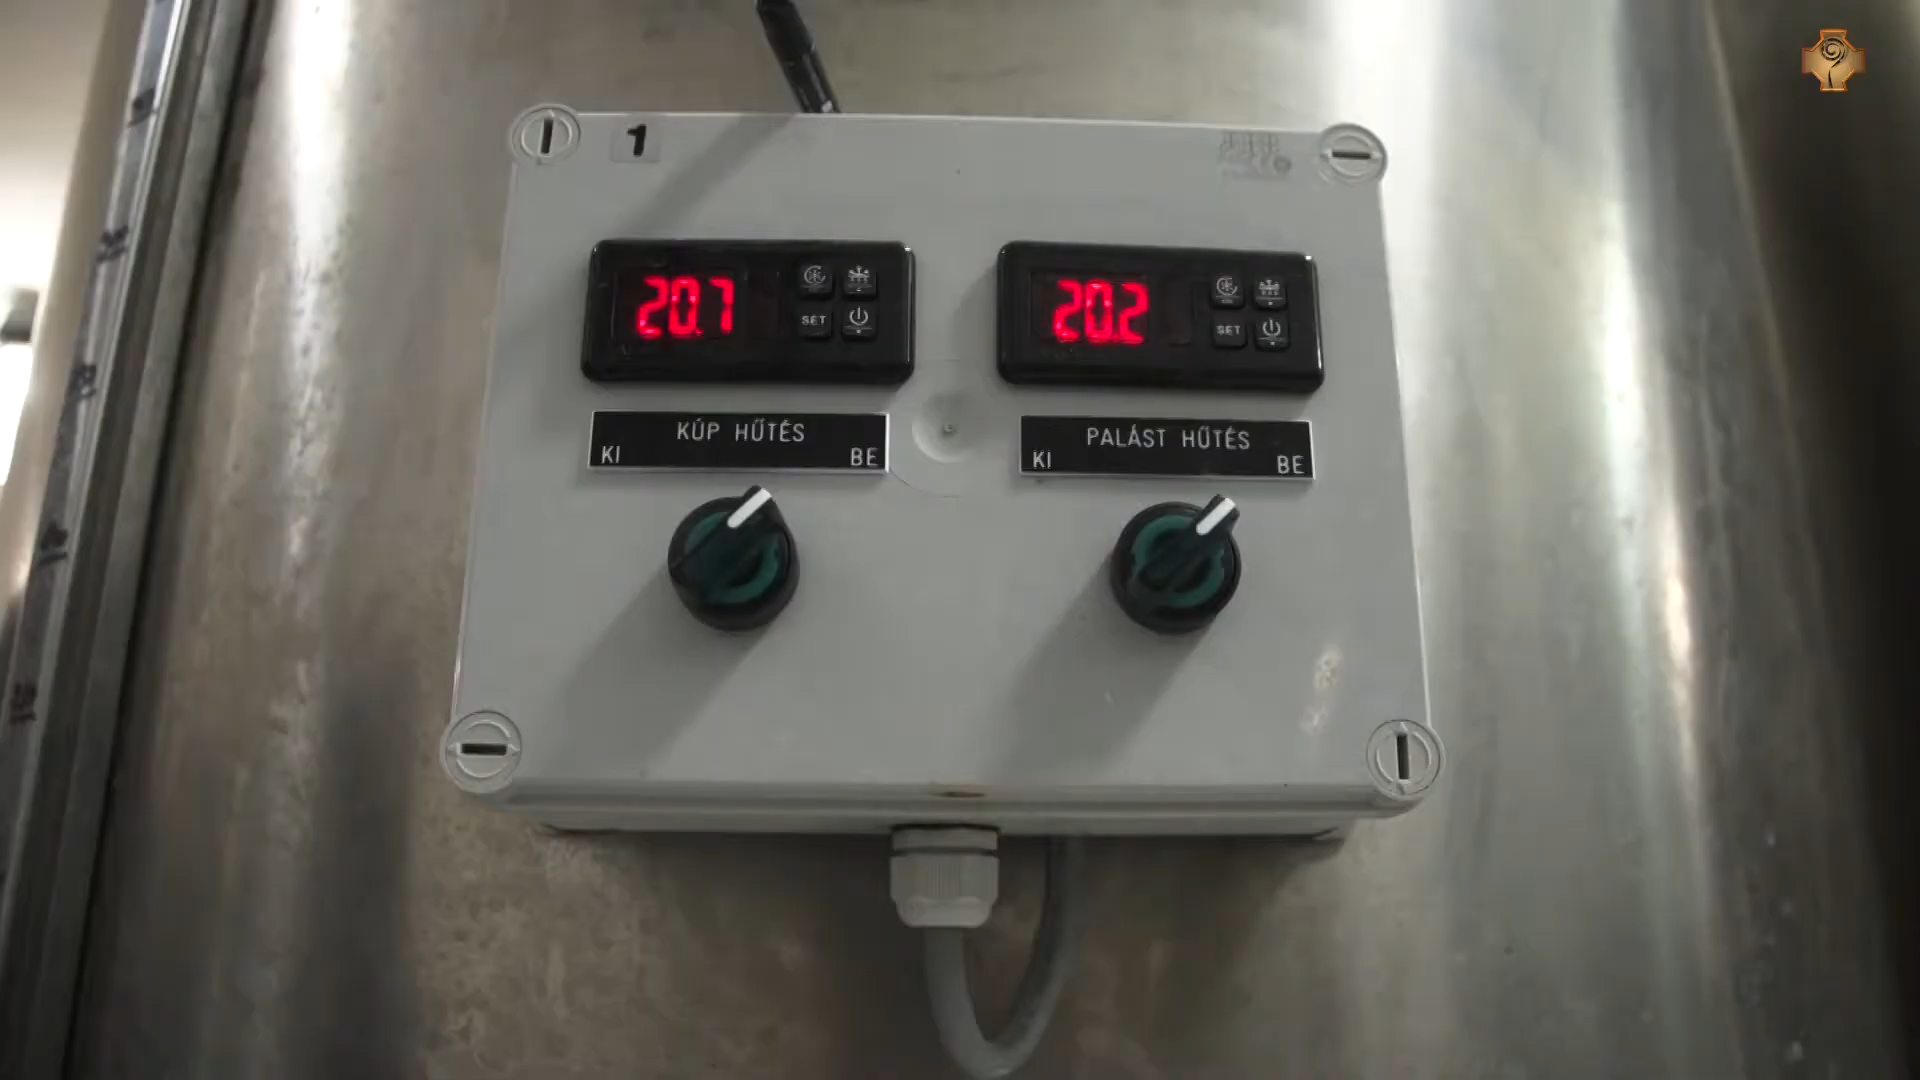 1
20.7
20.2
SET
SET
KÚP HŰTÉS
KI BE
PALÁST HŰTÉS
KI BE